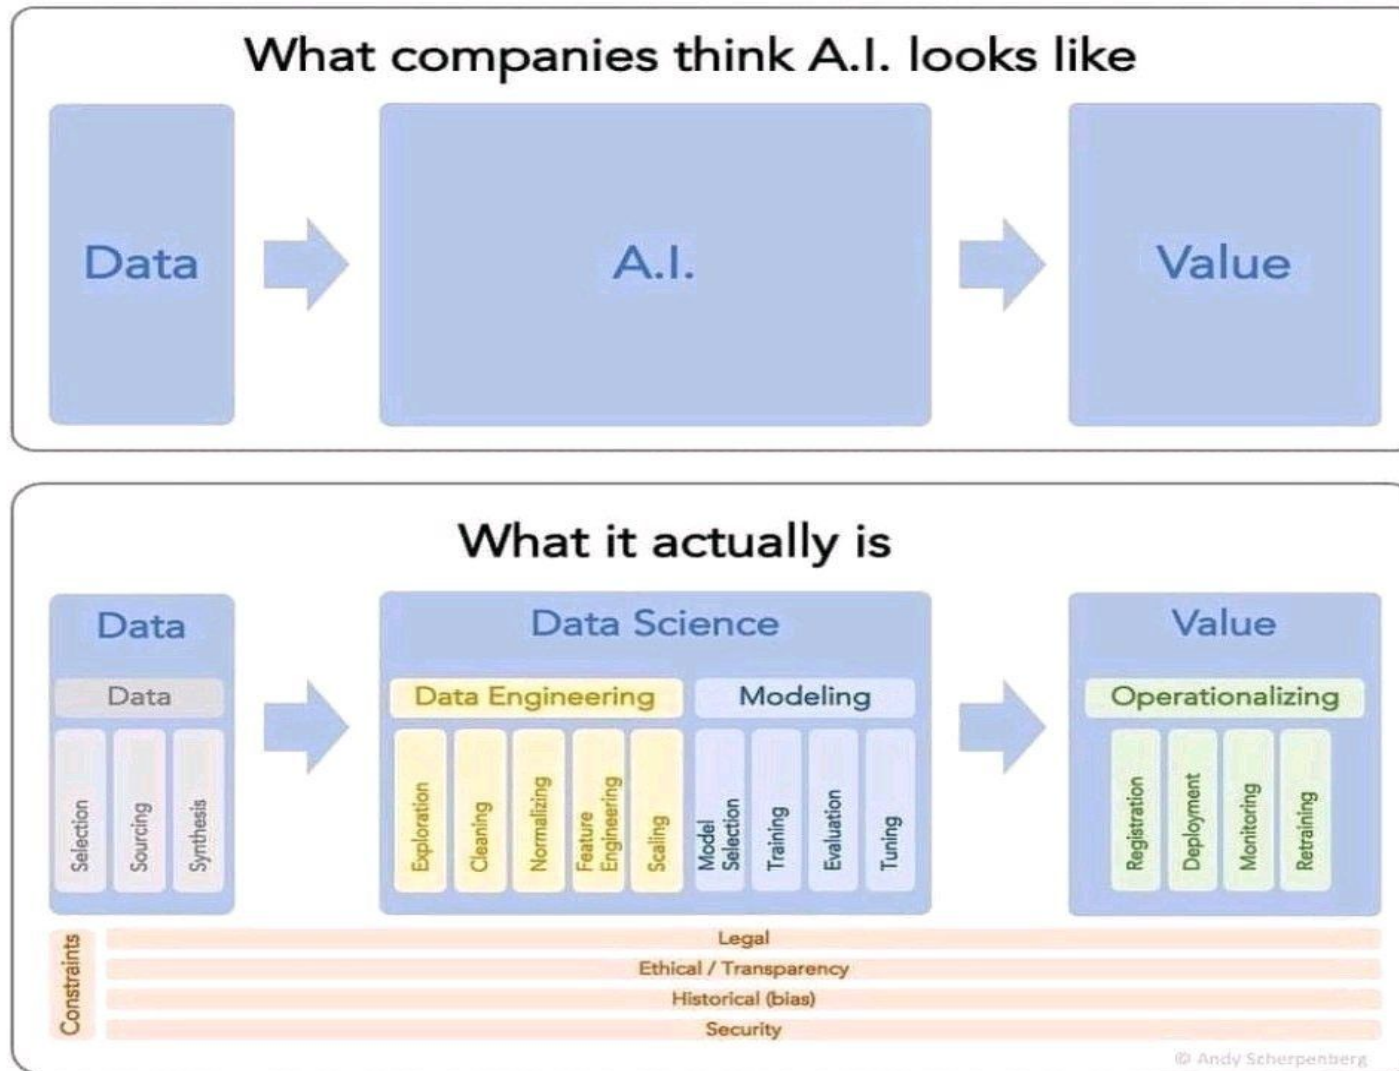 What companies think A.I. looks like
Data
A.I.
Value
What it actually is
Data
Data
Selection
Sourcing
Synthesis
Data Science
Data Engineering
Exploration
Cleaning
Normalizing
Feature
Engineering
Scaling
Modeling
Model
Selection
Training
Evaluation
Tuning
Value
Operationalizing
Registration
Deployment
Monitoring
Retraining
Constraints
Legal
Ethical / Transparency
Historical (bias)
Security
© Andy Scherpenberg